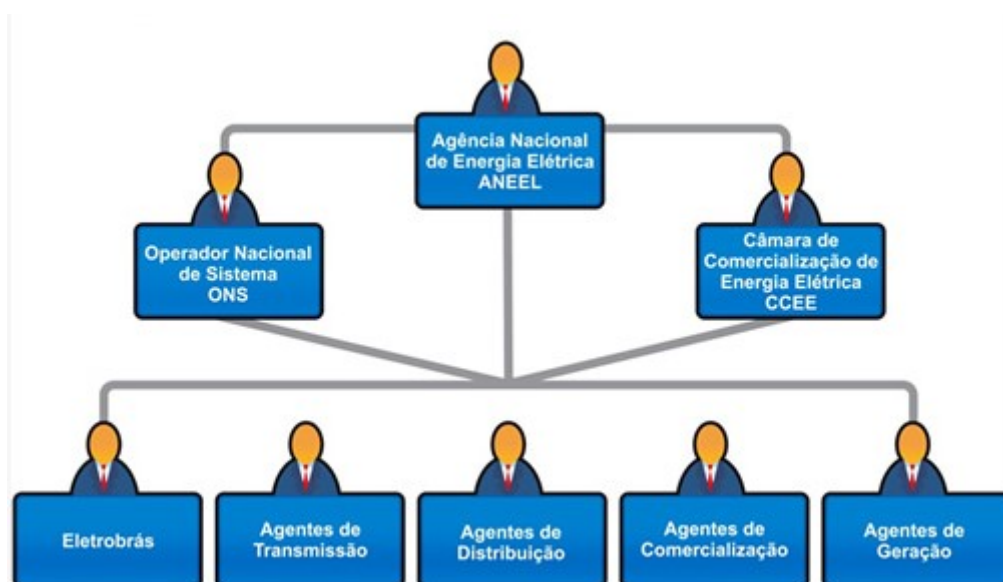 Agência Nacional
de Energia Elétrica
ANEEL
Operador Nacional
de Sistema
ONS
Câmara de
Comercialização de
Energia Elétrica
CCEE
Eletrobrás
Agentes de
Transmissão
Agentes de
Distribuição
Agentes de
Comercialização
Agentes de
Geração